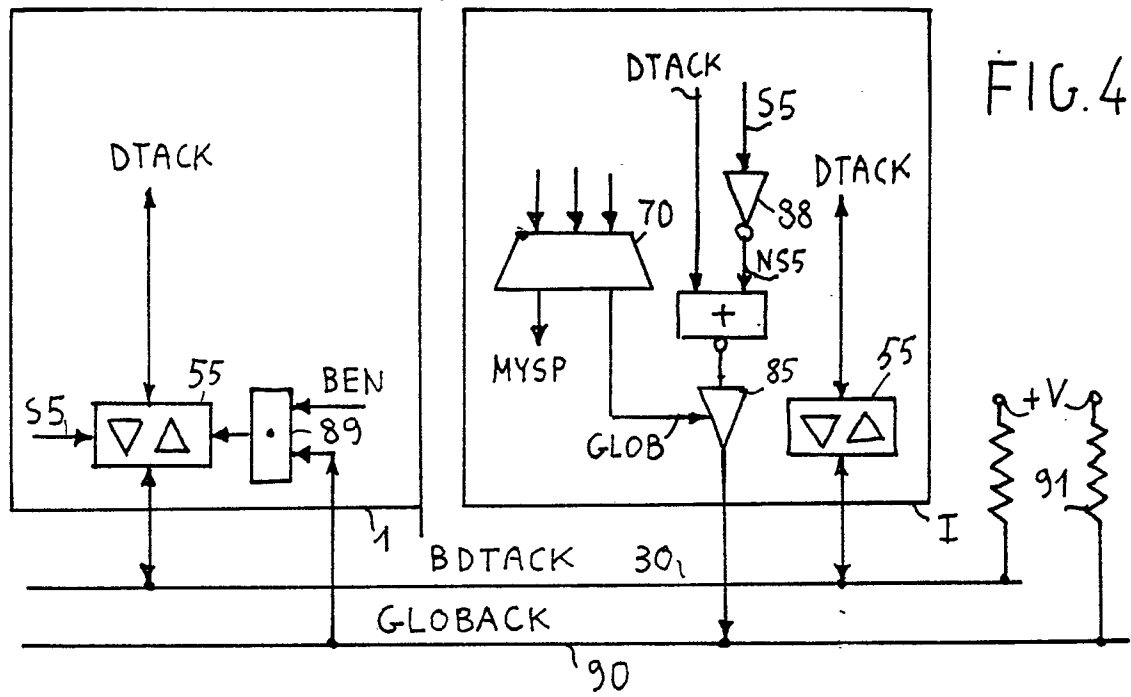 FIG. 4
DTACK
S5
55
BEN
89
1
DTACK
S5
DTACK
70
88
NS5
+
MYSP
85
55
GLOB
I
+V
91
BDTACK 30
GLOBACK
90